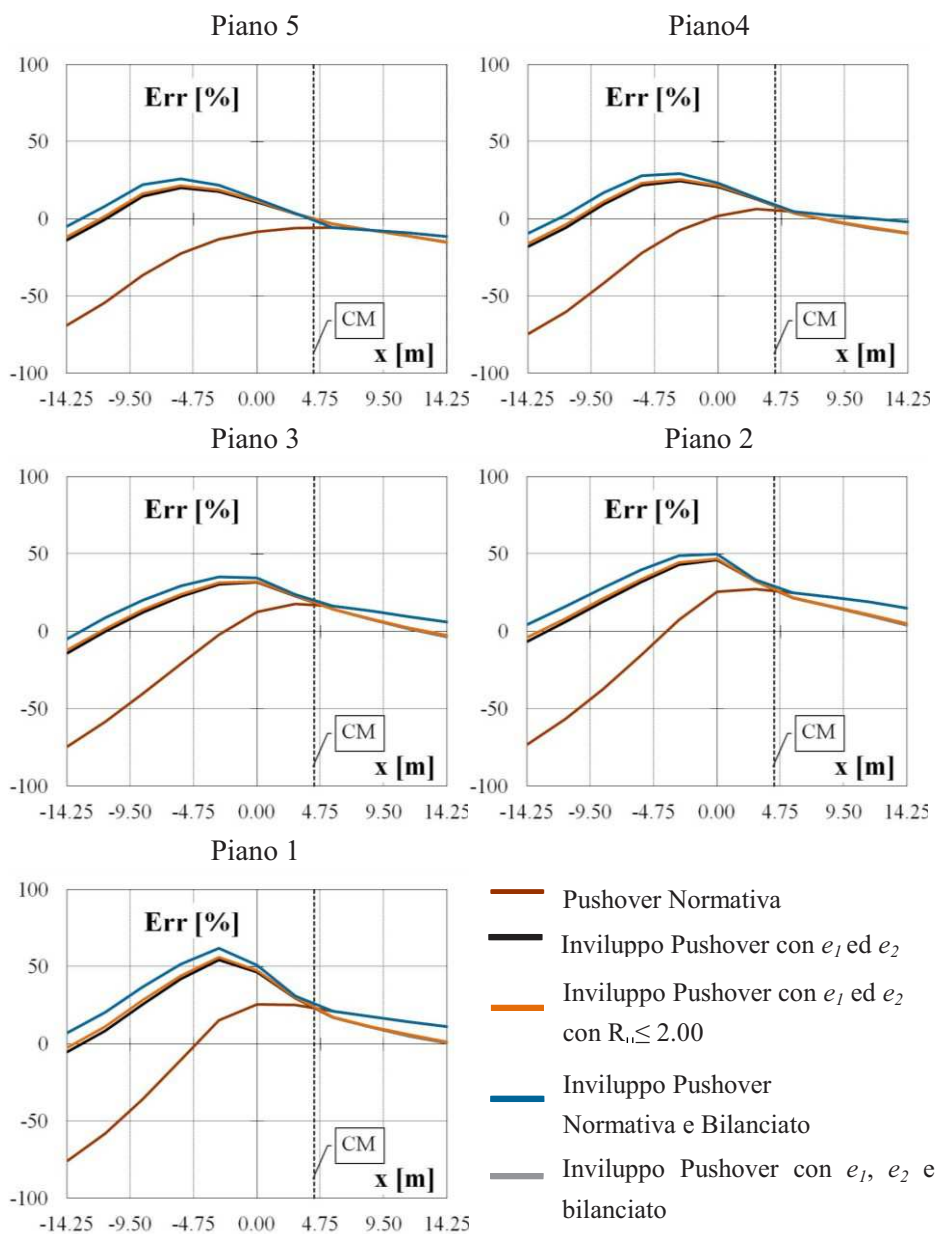 Piano 5
100
Err [%]
50
0
-50
CM
x [m]
-100
-14.25 -9.50 -4.75 0.00 4.75 9.50 14.25
Piano4
100
Err [%]
50
0
-50
CM
x [m]
-100
-14.25 -9.50 -4.75 0.00 4.75 9.50 14.25
Piano 3
100
Err [%]
50
0
-50
CM
x [m]
-100
-14.25 -9.50 -4.75 0.00 4.75 9.50 14.25
Piano 2
100
Err [%]
50
0
-50
CM
x [m]
-100
-14.25 -9.50 -4.75 0.00 4.75 9.50 14.25
Piano 1
100
Err [%]
50
0
-50
CM
x [m]
-100
-14.25 -9.50 -4.75 0.00 4.75 9.50 14.25
Pushover Normativa
Inviluppo Pushover con e1 ed e2
Inviluppo Pushover con e1 ed e2
con Rμ≤ 2.00
Inviluppo Pushover
Normativa e Bilanciato
Inviluppo Pushover con e1, e2 e
bilanciato